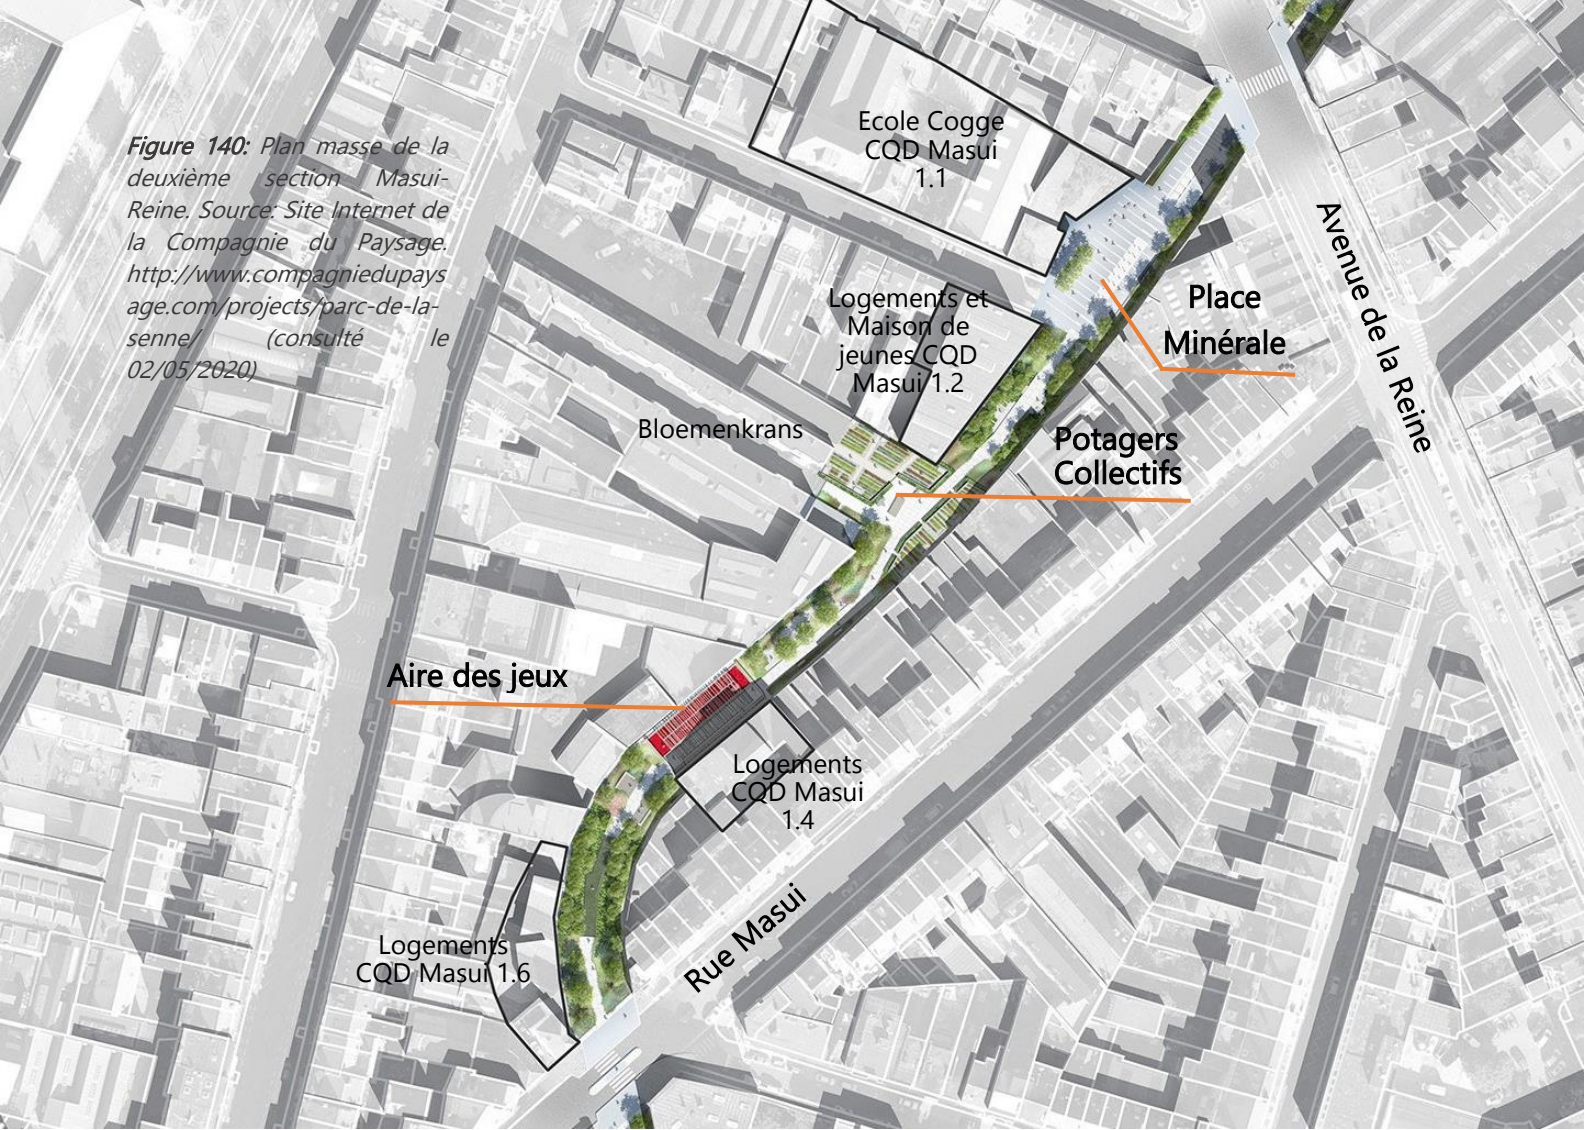 Figure 140: Plan masse de la
deuxième section Masui-
Reine. Source: Site Internet de
la Compagnie du Paysage.
http://www.compagniedupays
age.com/projects/parc-de-la-
senne/ (consulté le
02/05/2020)
Ecole Cogge
CQD Masui
1.1
Avenue de la Reine
Place
Minérale
Logements et
Maison de
jeunes CQD
Masui 1.2
Bloemenkrans
Potagers
Collectifs
Aire des jeux
Logements
CQD Masui
1.4
Rue Masui
Logements
CQD Masui 1.6